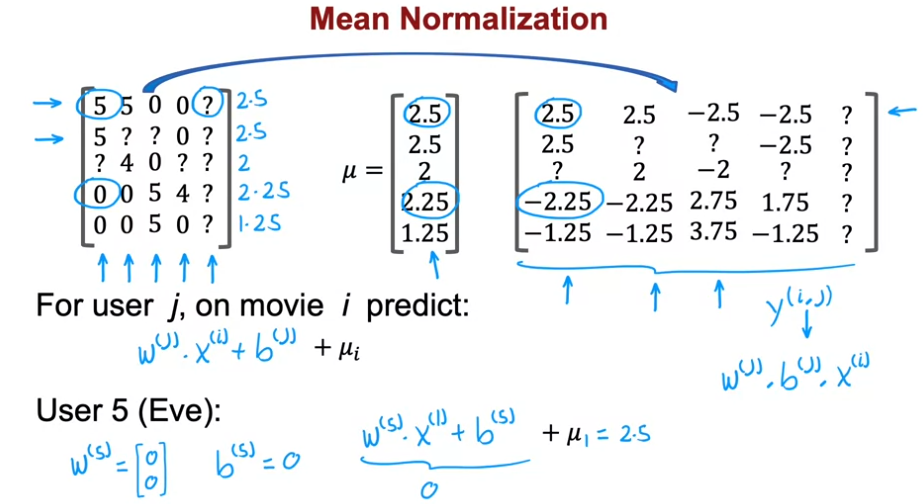 Mean Normalization
→ 5 5 0 0 ? 2.5
→ 5 ? ? 0 ? 2.5
? 4 0 ? ? 2
0 0 5 4 ? 2.25
0 0 5 0 ? 1.25
μ =
2.5
2.5
2
2.25
1.25
2.5 2.5 −2.5 −2.5 ? ←
2.5 ? ? −2.5 ?
? 2 −2 ? ?
−2.25 −2.25 2.75 1.75 ?
−1.25 −1.25 3.75 −1.25 ?
For user j, on movie i predict:
w⁽ʲ⁾ · x⁽ⁱ⁾ + b⁽ʲ⁾ + μᵢ
y⁽ⁱ,ʲ⁾
w⁽ʲ⁾ · b⁽ʲ⁾ · x⁽ⁱ⁾
User 5 (Eve):
w⁽⁵⁾ = [0 0] b⁽⁵⁾ = 0 w⁽⁵⁾ · x⁽¹⁾ + b⁽⁵⁾ + μ₁ = 2.5
0